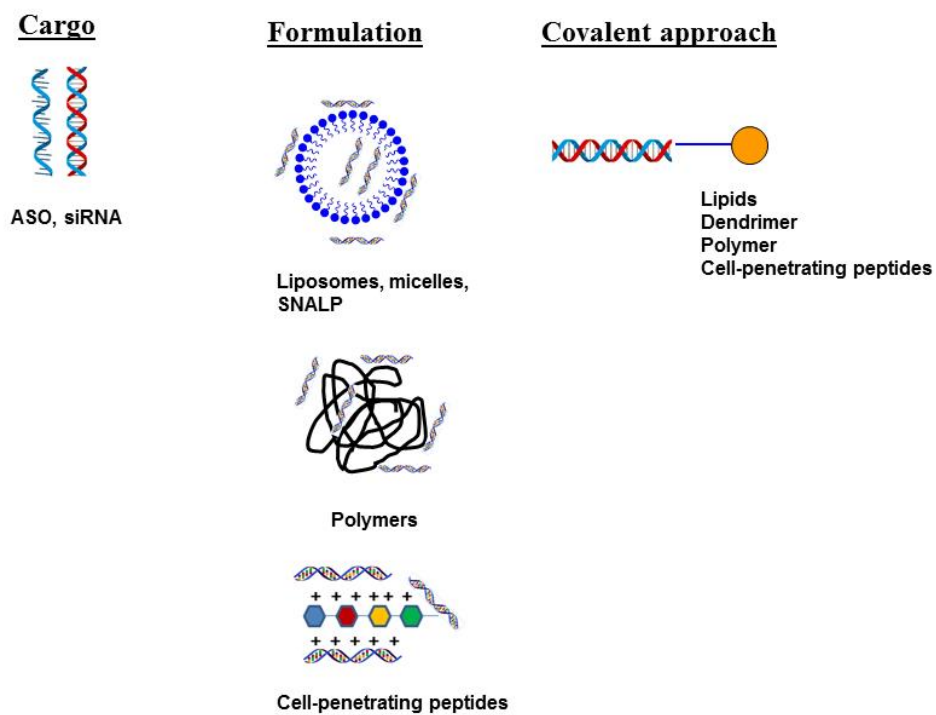 Cargo
Formulation
Covalent approach
ASO, siRNA
Liposomes, micelles,
SNALP
Lipids
Dendrimer
Polymer
Cell-penetrating peptides
Polymers
+ + + + + +
+ + + + +
Cell-penetrating peptides